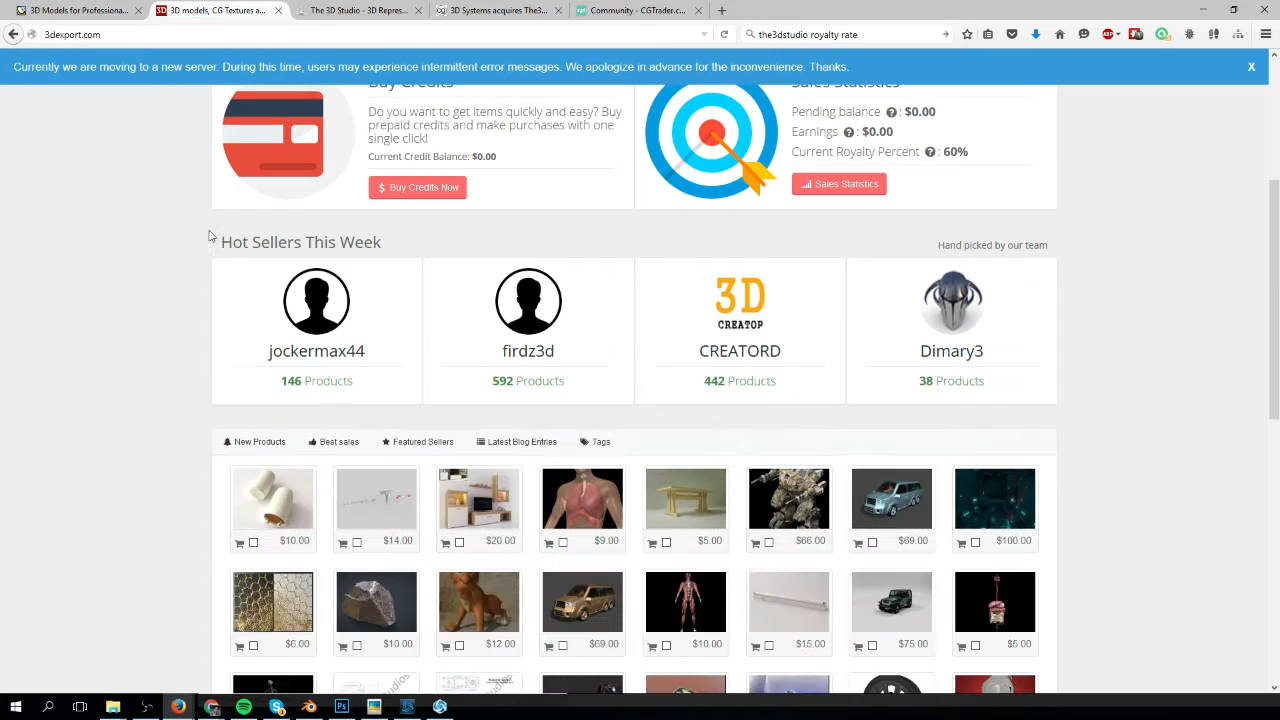 3D Models for Professiona...
3D models, CG Textures a...
The 3D Studio - 3D Repres...
3D Systems acquires The3...
Community - CGTrader.c...
3dexport.com
the3dstudio royalty rate
Currently we are moving to a new server. During this time, users may experience intermittent error messages. We apologize in advance for the inconvenience. Thanks.
X
Buy Credits
Do you want to get items quickly and easy? Buy
prepaid credits and make purchases with one
single click!
Current Credit Balance: $0.00
$ Buy Credits Now
Sales Statistics
Pending balance ? : $0.00
Earnings ? : $0.00
Current Royalty Percent ? : 60%
Sales Statistics
Hot Sellers This Week
Hand picked by our team
jockermax44
146 Products
firdz3d
592 Products
3D
CREATOP
CREATORD
442 Products
Dimary3
38 Products
New Products
Best sales
Featured Sellers
Latest Blog Entries
Tags
$10.00
$14.00
$20.00
$9.00
$5.00
$66.00
$69.00
$100.00
$6.00
$10.00
$12.00
$69.00
$10.00
$15.00
$75.00
$5.00